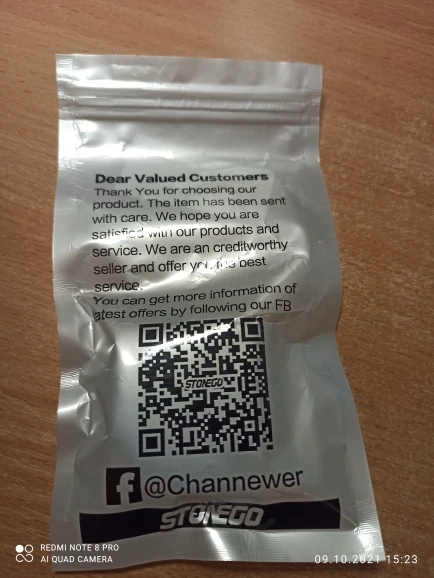 Dear Valued Customers
Thank You for choosing our
product. The item has been sent
with care. We hope you are
satisfied with our products and
service. We are an creditworthy
seller and offer you the best
service.
You can get more information of
latest offers by following our FB
STONEGO
f @Channewer
STONEGO
REDMI NOTE 8 PRO
AI QUAD CAMERA
09.10.2021 15:23